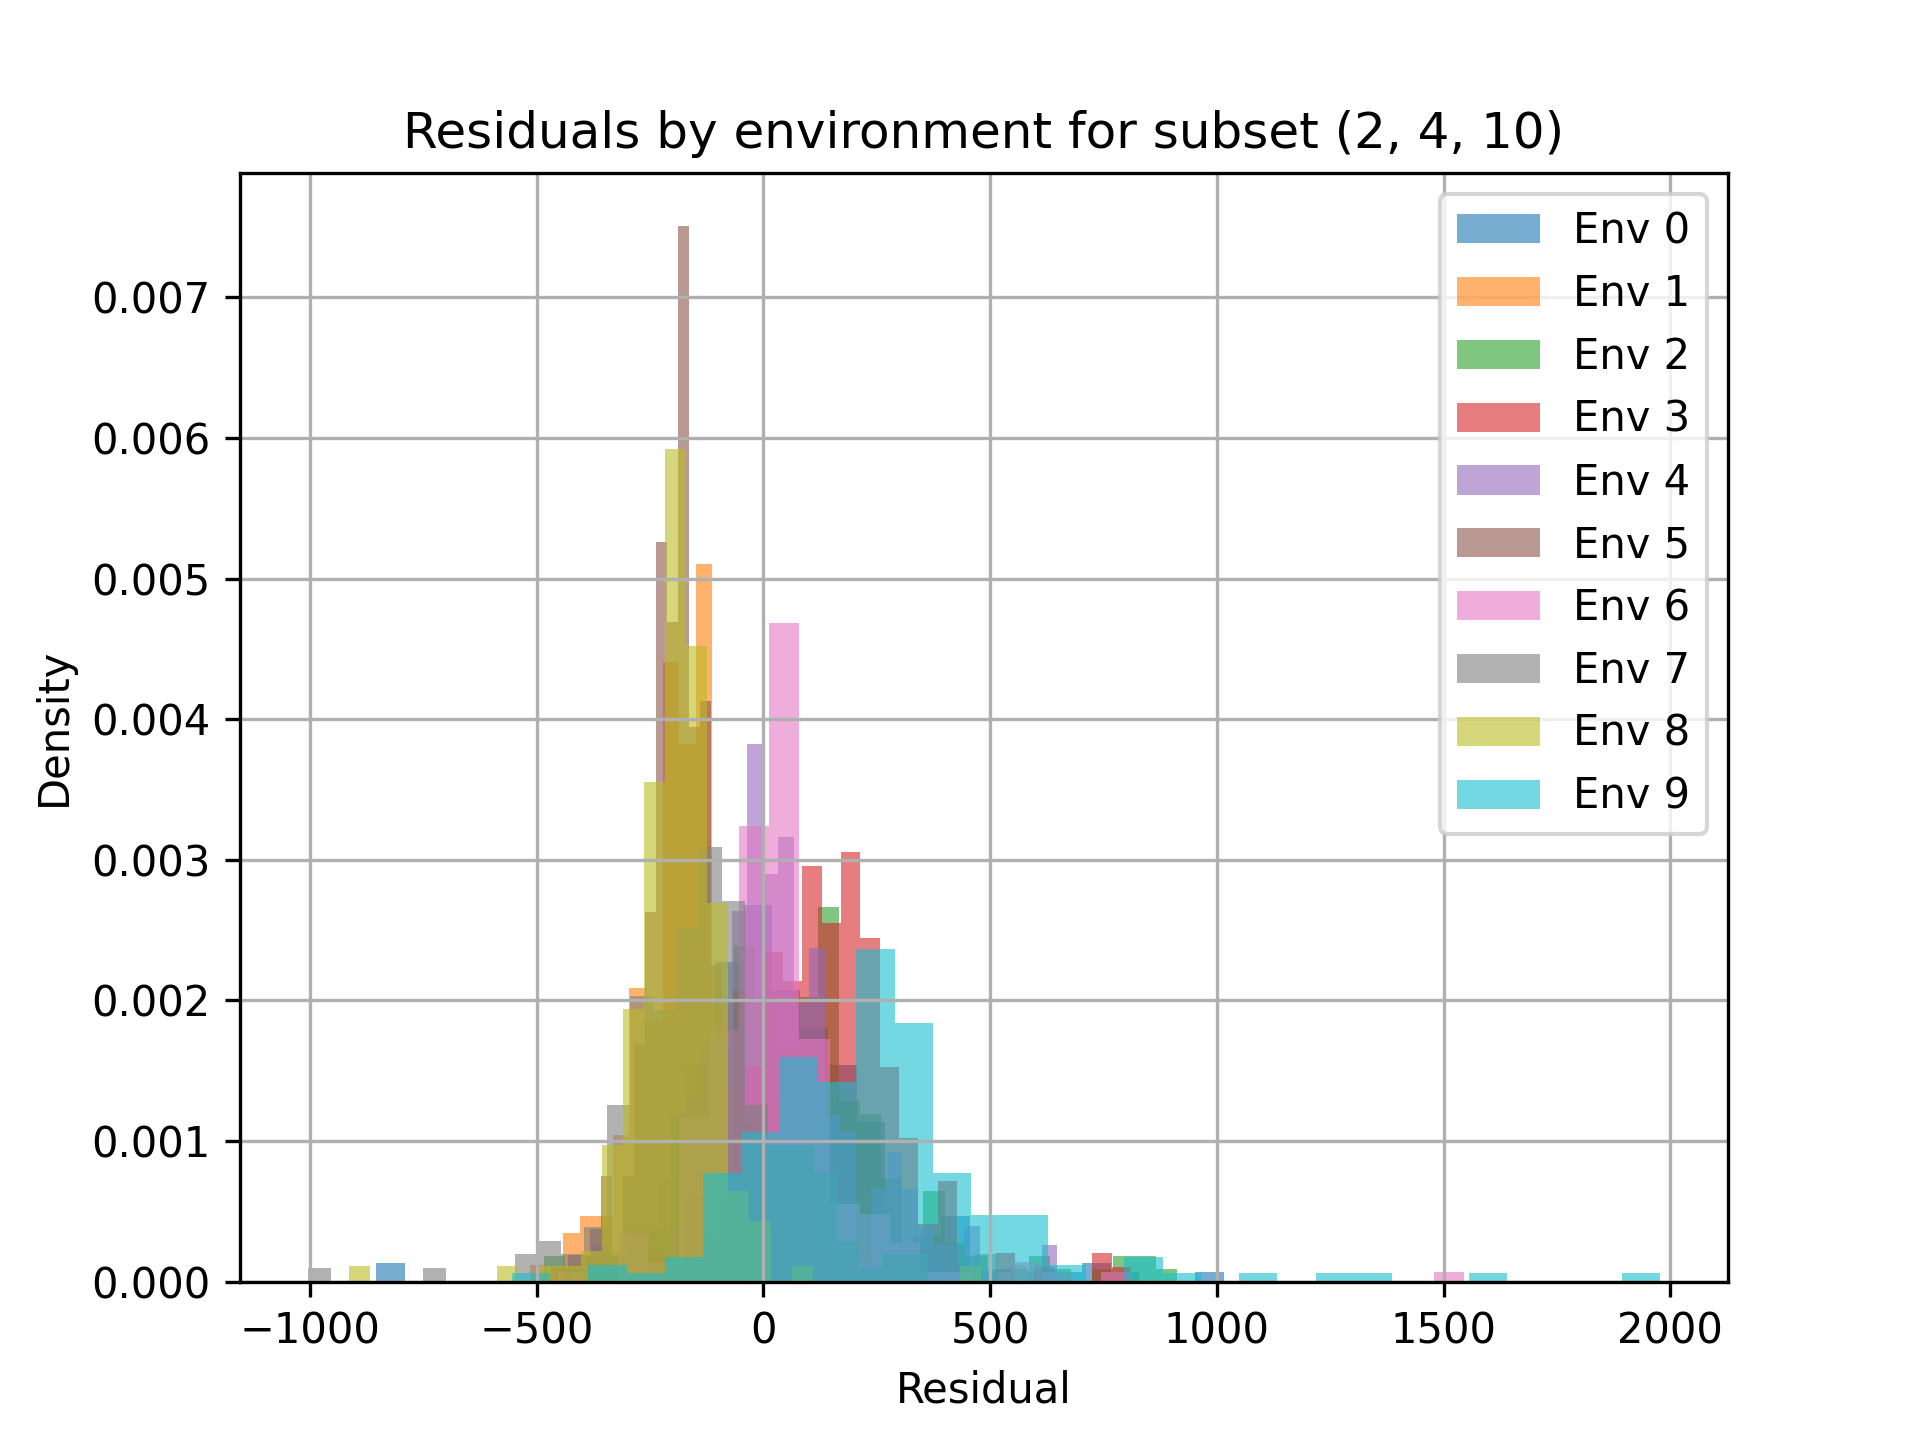 Residuals by environment for subset (2, 4, 10)
Env 0
Env 1
Env 2
Env 3
Env 4
Env 5
Env 6
Env 7
Env 8
Env 9
0.007
0.006
0.005
0.004
0.003
0.002
0.001
0.000
Density
−1000 −500 0 500 1000 1500 2000
Residual